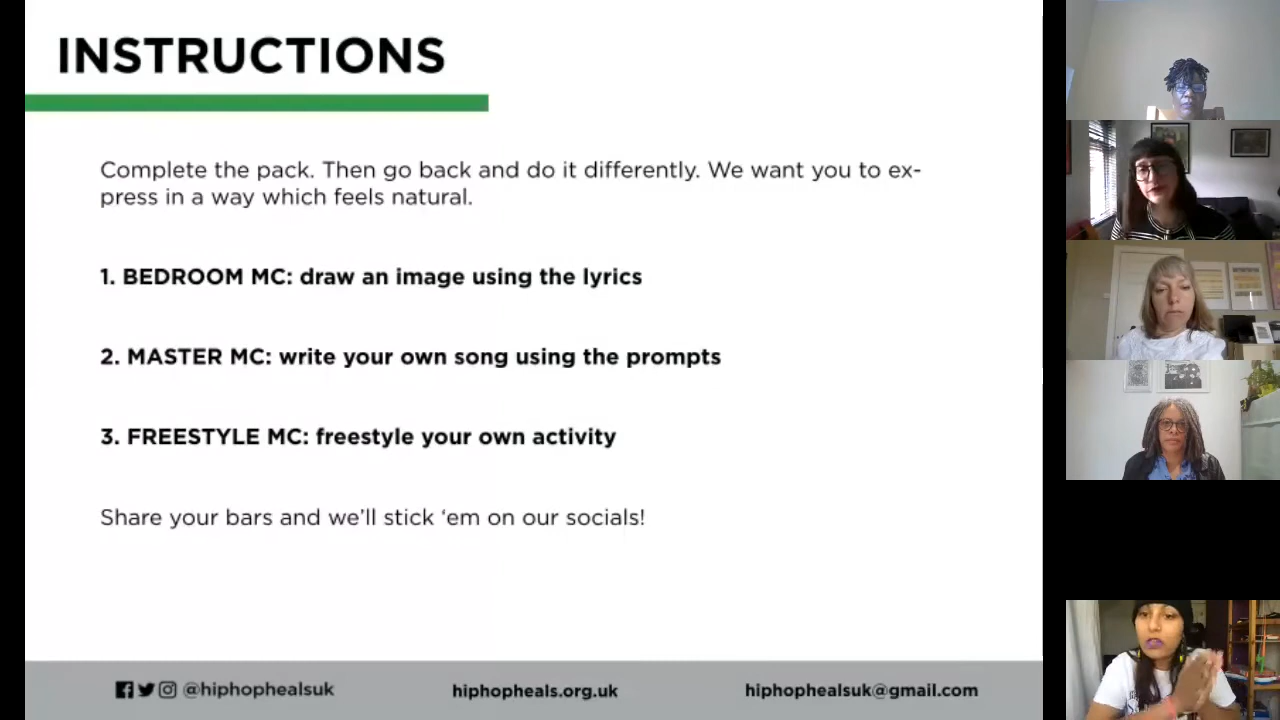 INSTRUCTIONS
Complete the pack. Then go back and do it differently. We want you to ex-
press in a way which feels natural.
1. BEDROOM MC: draw an image using the lyrics
2. MASTER MC: write your own song using the prompts
3. FREESTYLE MC: freestyle your own activity
Share your bars and we’ll stick ‘em on our socials!
@hiphophealsuk
hiphopheals.org.uk
hiphophealsuk@gmail.com